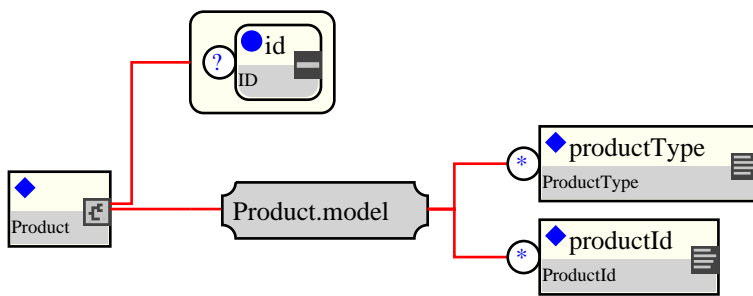 ? id
ID
Product
Product.model
* productType
ProductType
* productId
ProductId